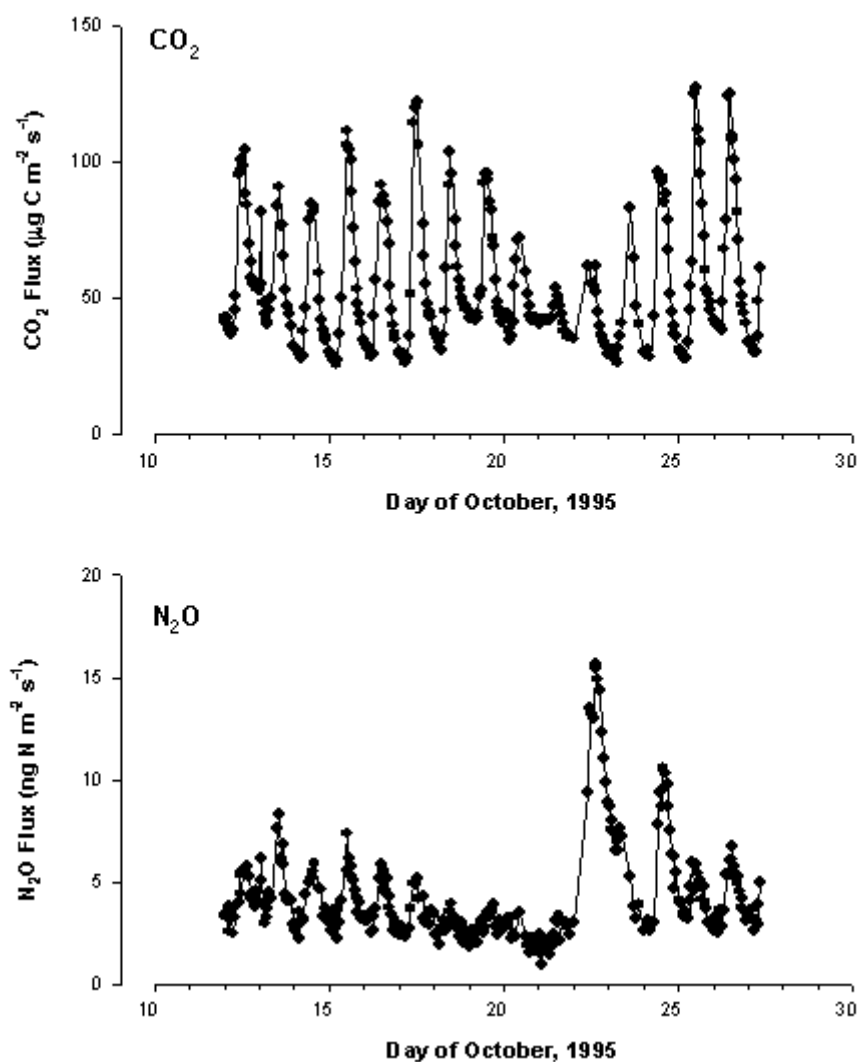 CO₂
150
100
50
0
CO₂ Flux (µg C m⁻² s⁻¹)
10 15 20 25 30
Day of October, 1995
N₂O
20
15
10
5
0
N₂O Flux (ng N m⁻² s⁻¹)
10 15 20 25 30
Day of October, 1995